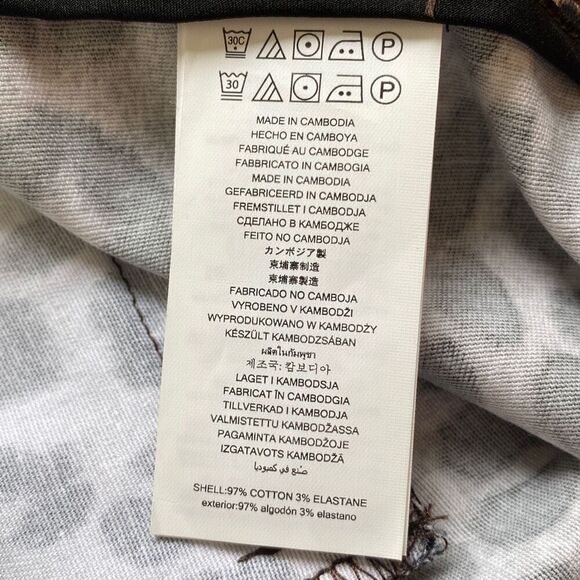 30C P
30 P
MADE IN CAMBODIA
HECHO EN CAMBOYA
FABRIQUÉ AU CAMBODGE
FABBRICATO IN CAMBOGIA
MADE IN CAMBODIA
GEFABRICEERD IN CAMBODJA
FREMSTILLET I CAMBODJA
СДЕЛАНО В КАМБОДЖЕ
FEITO NO CAMBODJA
カンボジア製
柬埔寨制造
柬埔寨製造
FABRICADO NO CAMBOJA
VYROBENO V KAMBODŽI
WYPRODUKOWANO W KAMBODŻY
KÉSZÜLT KAMBODZSÁBAN
ผลิตในกัมพูชา
제조국: 캄보디아
LAGET I KAMBODSJA
FABRICAT ÎN CAMBODGIA
TILLVERKAD I KAMBODJA
VALMISTETTU KAMBODŽASSA
PAGAMINTA KAMBODŽOJE
IZGATAVOTS KAMBODŽĀ
صنع في كمبوديا
SHELL:97% COTTON 3% ELASTANE
exterior:97% algodón 3% elastano